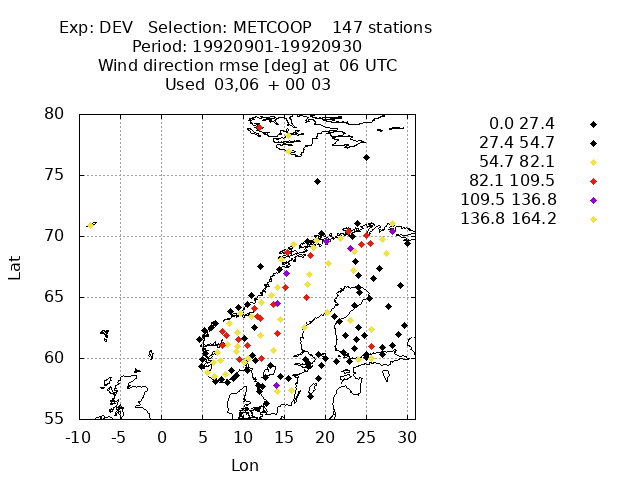 Exp: DEV Selection: METCOOP 147 stations
Period: 19920901-19920930
Wind direction rmse [deg] at 06 UTC
Used 03,06 + 00 03
0.0 27.4
27.4 54.7
54.7 82.1
82.1 109.5
109.5 136.8
136.8 164.2
80
75
70
65
60
55
Lat
-10 -5 0 5 10 15 20 25 30
Lon